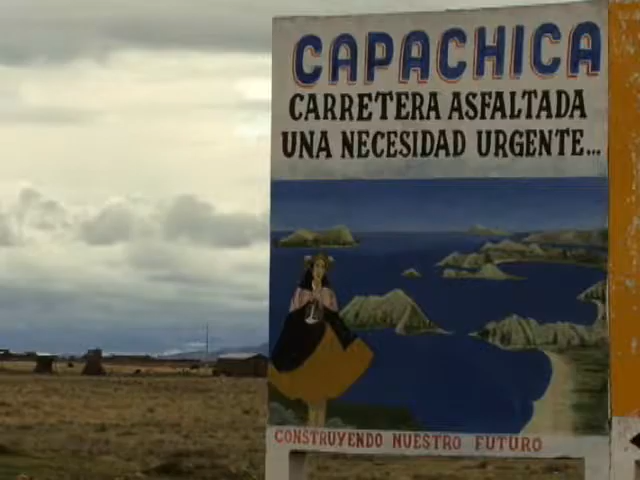 CAPACHICA
CARRETERA ASFALTADA
UNA NECESIDAD URGENTE...
CONSTRUYENDO NUESTRO FUTURO